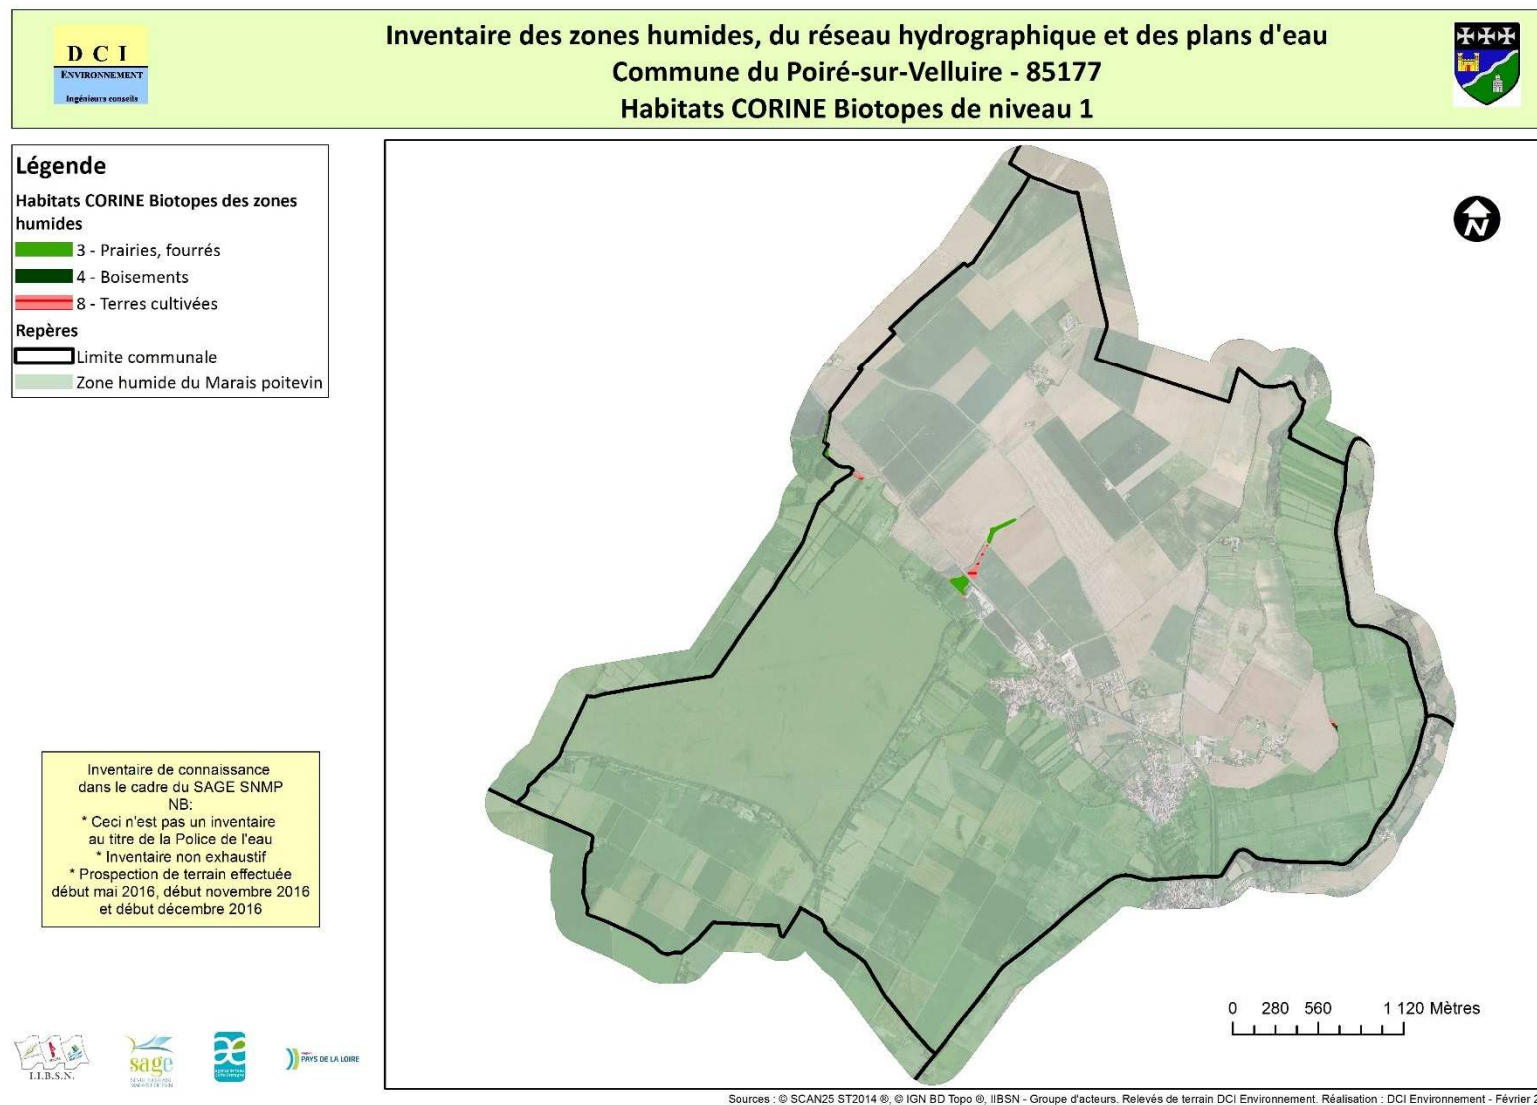 D C I
ENVIRONNEMENT
Ingénieurs conseils
Inventaire des zones humides, du réseau hydrographique et des plans d'eau
Commune du Poiré-sur-Velluire - 85177
Habitats CORINE Biotopes de niveau 1
Légende
Habitats CORINE Biotopes des zones
humides
3 - Prairies, fourrés
4 - Boisements
8 - Terres cultivées
Repères
Limite communale
Zone humide du Marais poitevin
N
Inventaire de connaissance
dans le cadre du SAGE SNMP
NB:
* Ceci n'est pas un inventaire
au titre de la Police de l'eau
* Inventaire non exhaustif
* Prospection de terrain effectuée
début mai 2016, début novembre 2016
et début décembre 2016
0 280 560 1 120 Mètres
I.I.B.S.N.
sage
PAYS DE LA LOIRE
Sources : © SCAN25 ST2014 ®, © IGN BD Topo ®, IIBSN - Groupe d'acteurs. Relevés de terrain DCI Environnement. Réalisation : DCI Environnement - Février